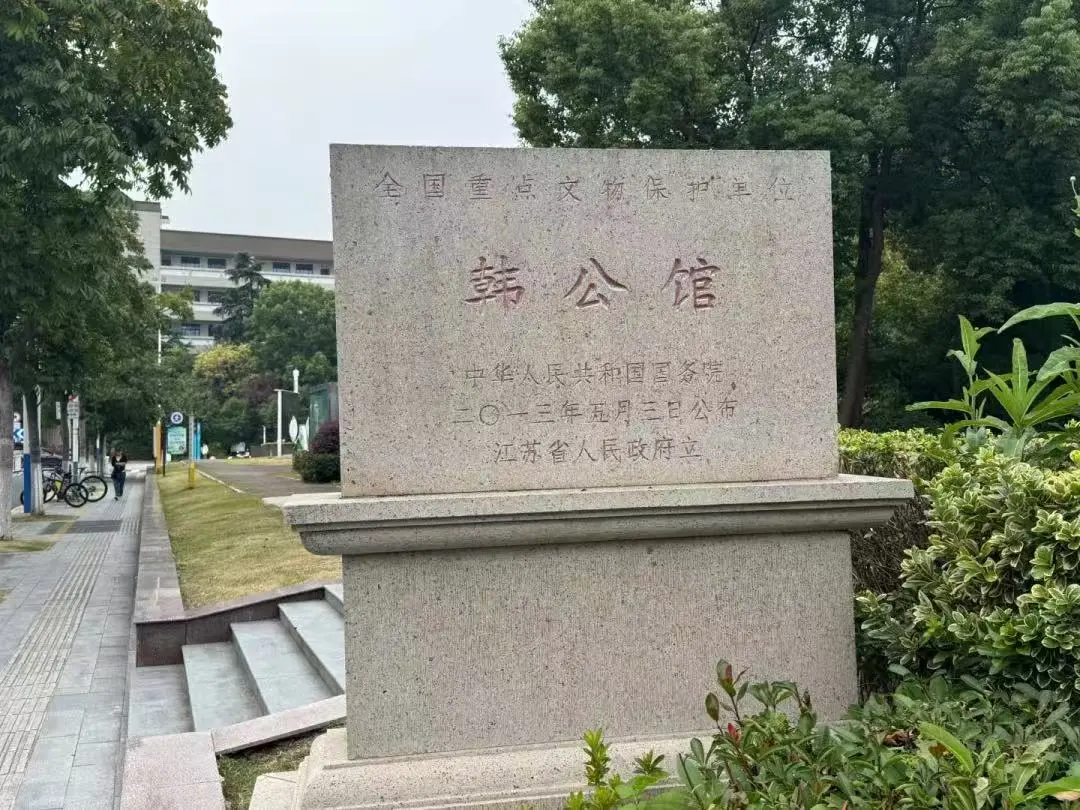 全国重点文物保护单位
韩公馆
中华人民共和国国务院
二〇一三年五月三日公布
江苏省人民政府立